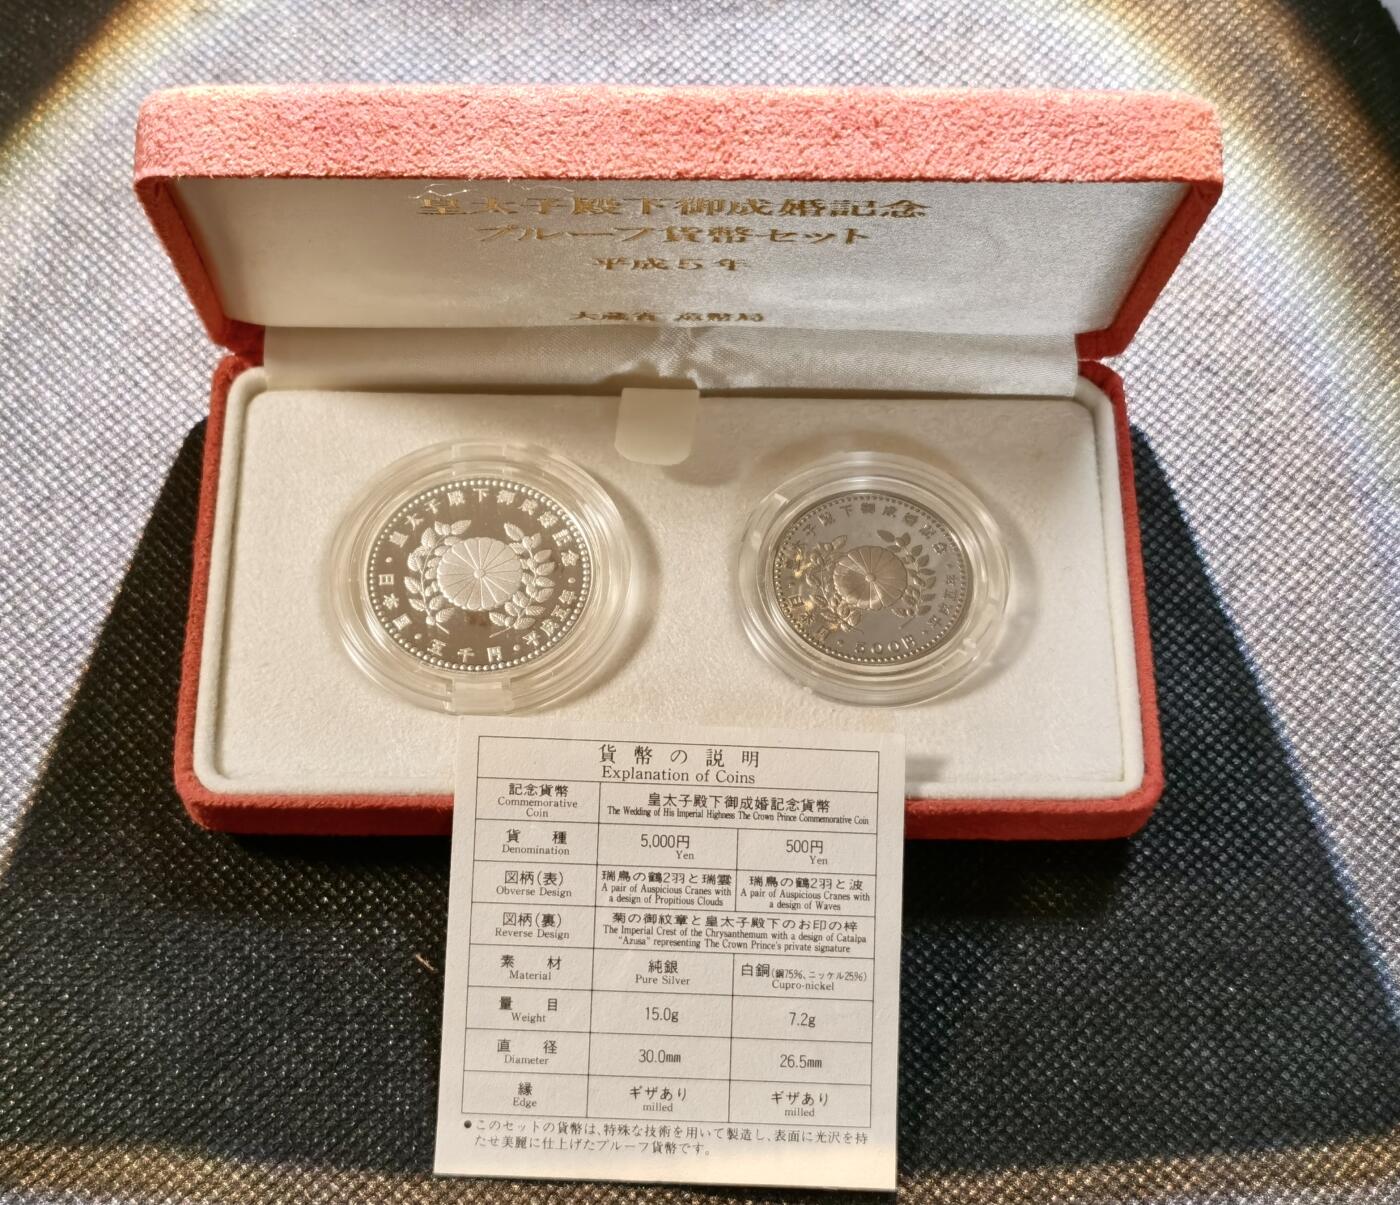 皇太子殿下御成婚記念
プルーフ貨幣セット
平成5年
大蔵省 造幣局
皇太子殿下御成婚記念・平成五年・五千円・日本国・
皇太子殿下御成婚記念・平成五年・500円・日本国・
貨幣の説明
Explanation of Coins
記念貨幣
Commemorative
Coin
皇太子殿下御成婚記念貨幣
The Wedding of His Imperial Highness The Crown Prince Commemorative Coin
貨種
Denomination
5,000円
Yen
500円
Yen
図柄(表)
Obverse Design
瑞鳥の鶴2羽と瑞雲
A pair of Auspicious Cranes with
a design of Propitious Clouds
瑞鳥の鶴2羽と波
A pair of Auspicious Cranes with
a design of Waves
図柄(裏)
Reverse Design
菊の御紋章と皇太子殿下のお印の梓
The Imperial Crest of the Chrysanthemum with a design of Catalpa
"Azusa" representing The Crown Prince's private signature
素材
Material
純銀
Pure Silver
白銅(銅75%、ニッケル25%)
Cupro-nickel
量目
Weight
15.0g
7.2g
直径
Diameter
30.0mm
26.5mm
縁
Edge
ギザあり
milled
ギザあり
milled
●このセットの貨幣は、特殊な技術を用いて製造し、表面に光沢を持
たせ美麗に仕上げたプルーフ貨幣です。